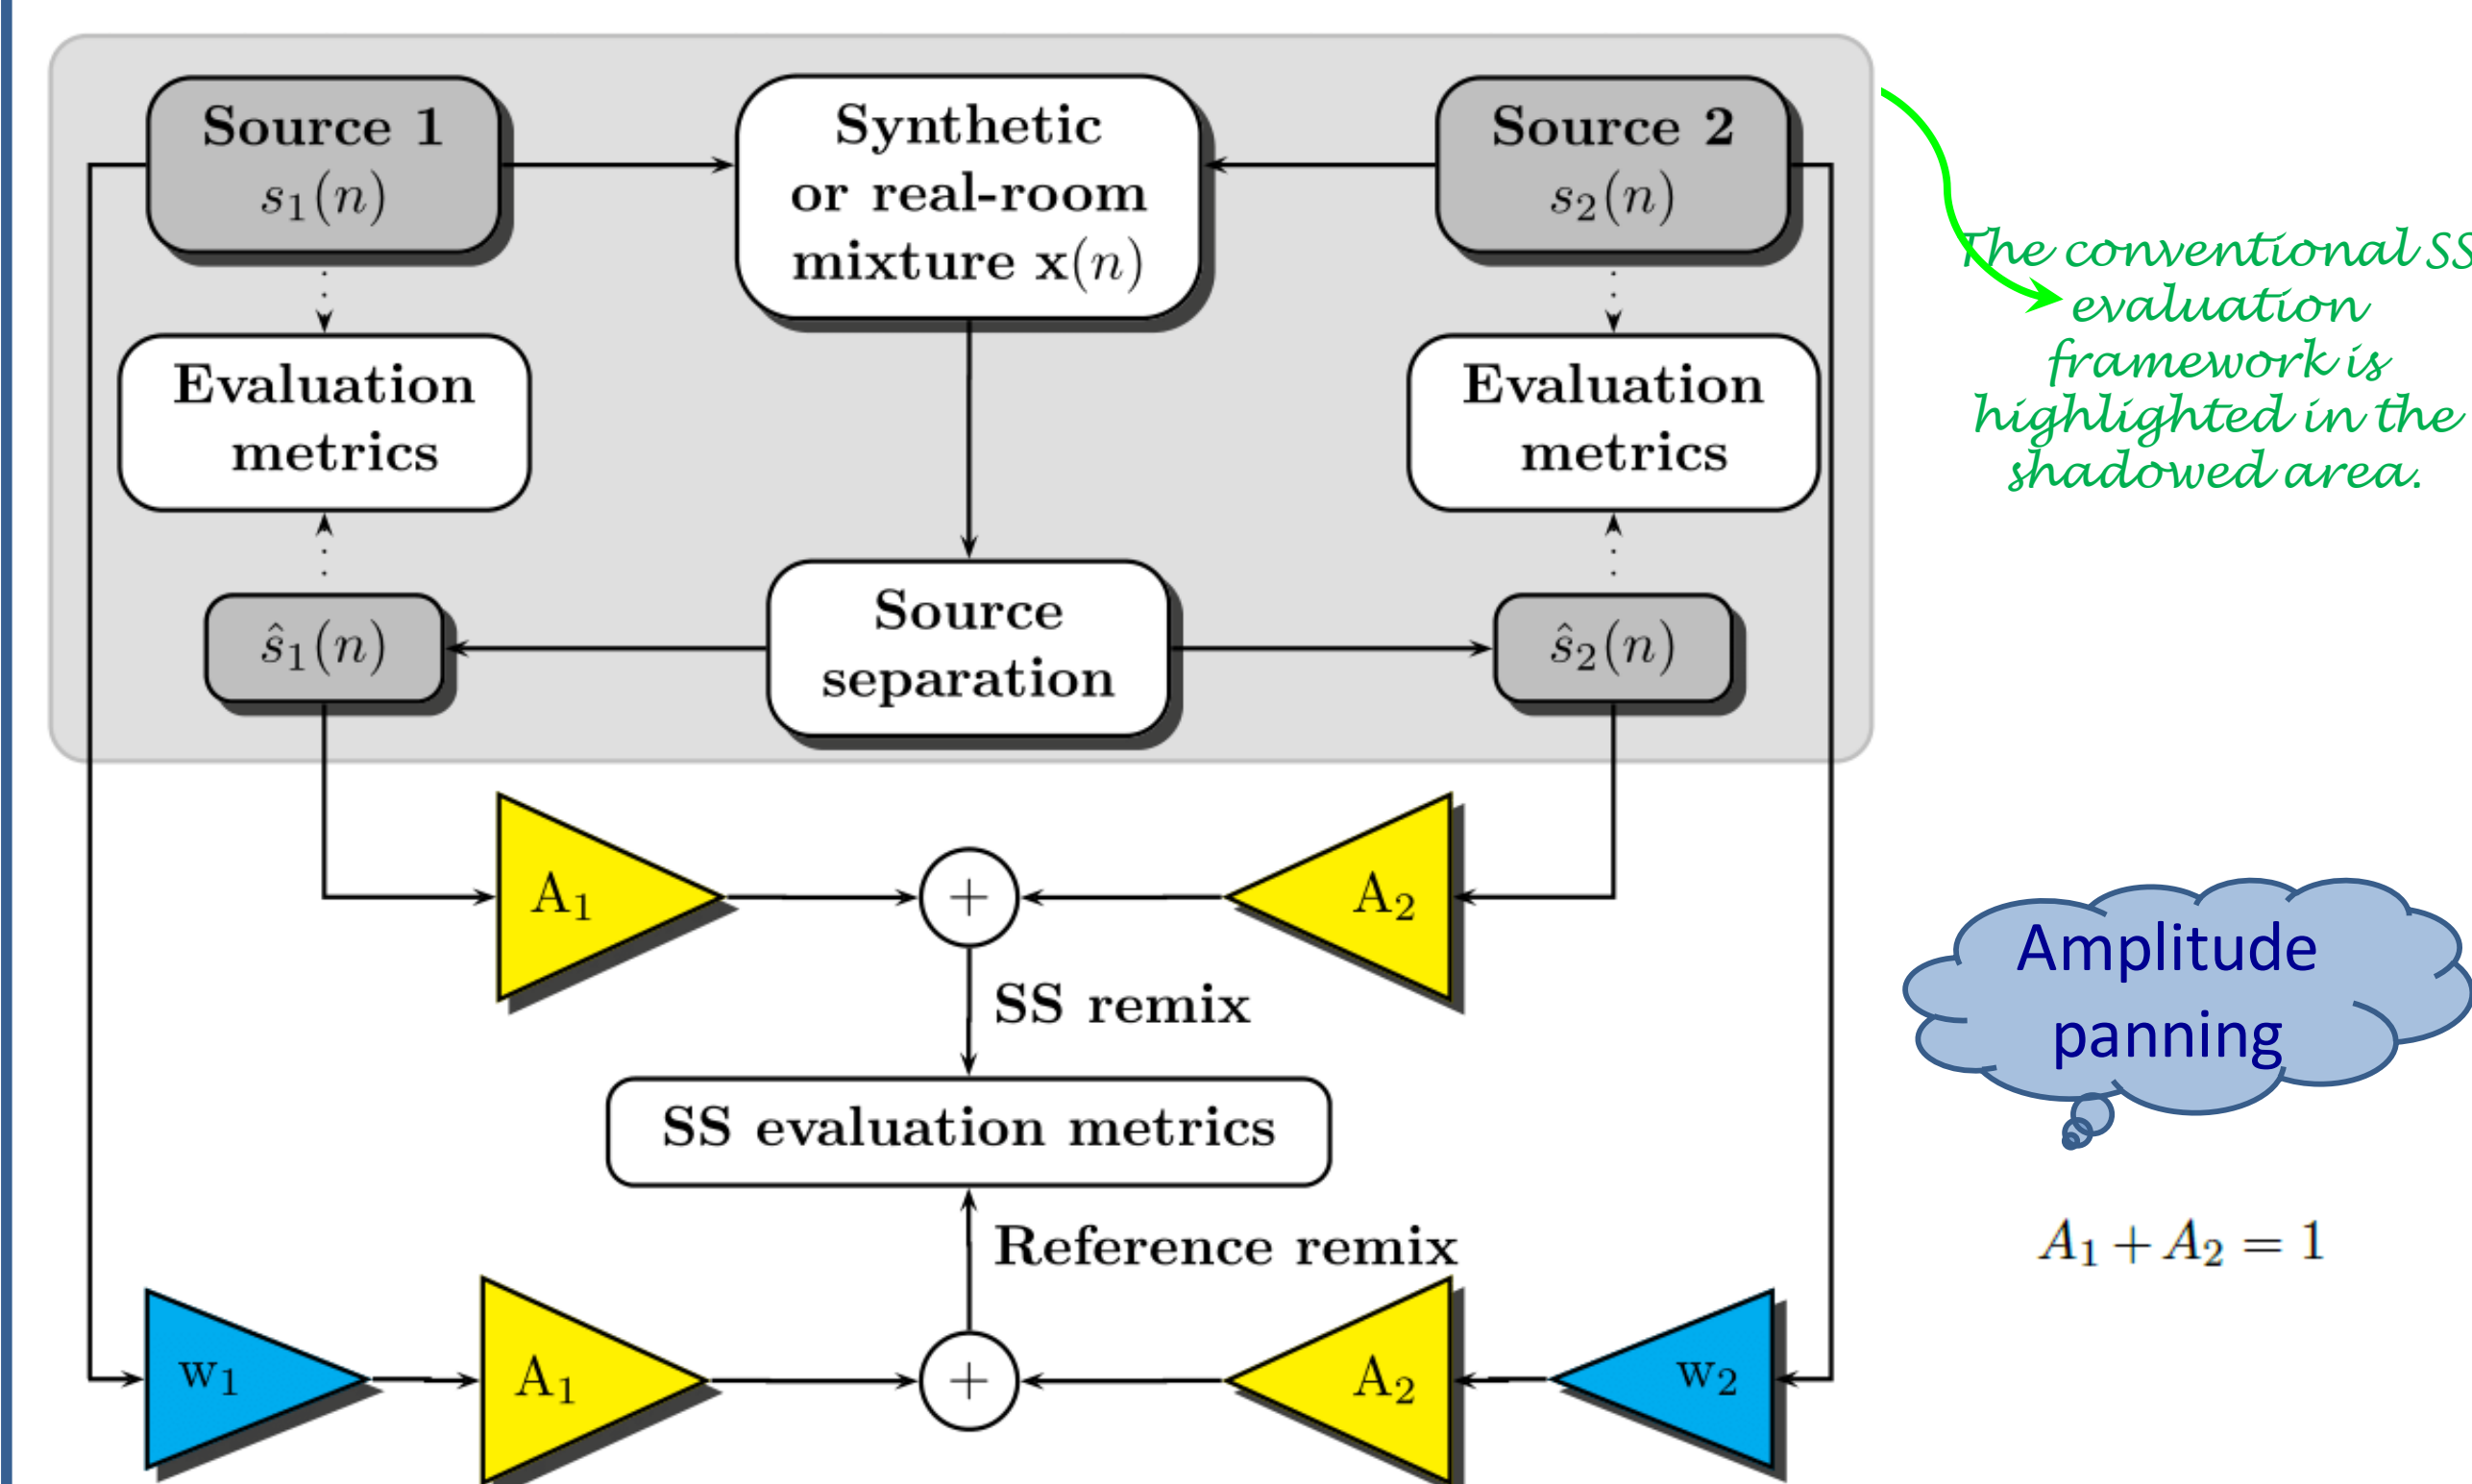 Source 1
s₁(n)
Synthetic
or real-room
mixture x(n)
Source 2
s₂(n)
The conventional SS
evaluation
framework is
highlighted in the
shadowed area.
Evaluation
metrics
Evaluation
metrics
ŝ₁(n)
Source
separation
ŝ₂(n)
A₁
+
A₂
SS remix
Amplitude
panning
SS evaluation metrics
Reference remix
A₁ + A₂ = 1
w₁
A₁
+
A₂
w₂